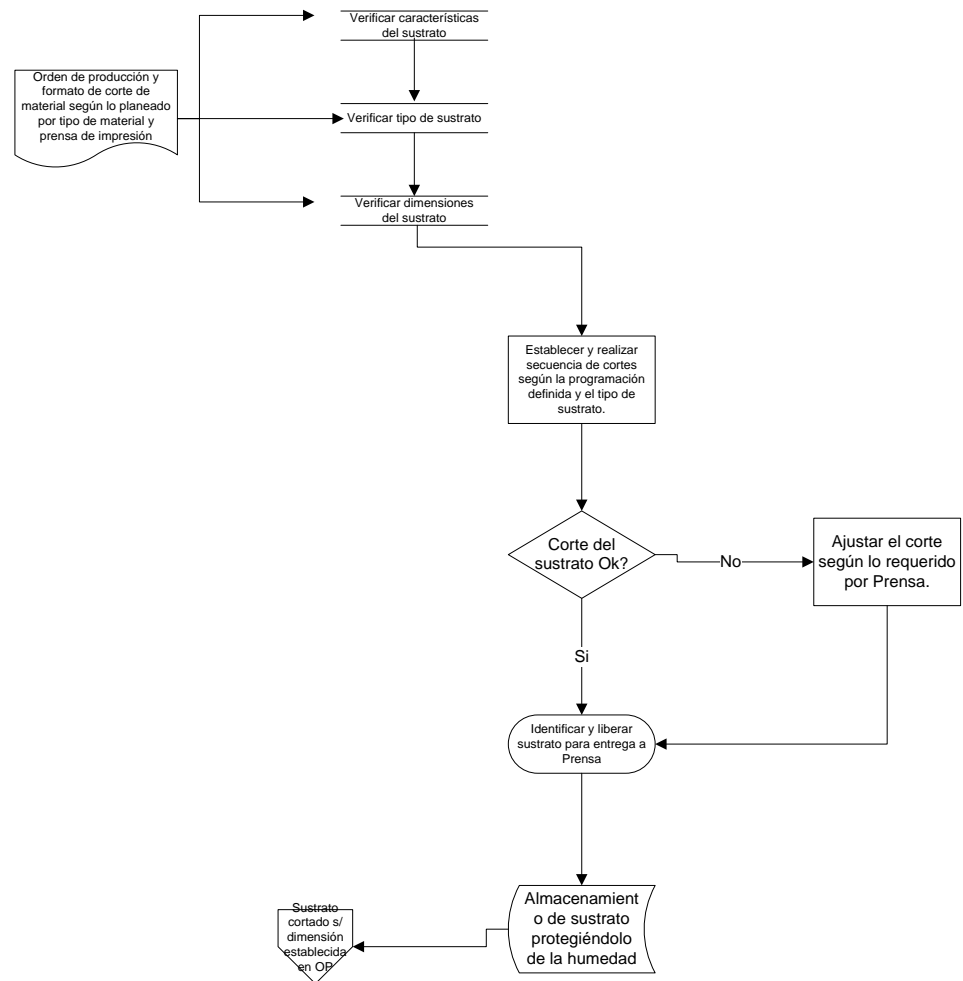 Verificar características
del sustrato
Orden de producción y
formato de corte de
material según lo planeado
por tipo de material y
prensa de impresión
Verificar tipo de sustrato
Verificar dimensiones
del sustrato
Establecer y realizar
secuencia de cortes
según la programación
definida y el tipo de
sustrato.
Corte del
sustrato Ok?
No
Ajustar el corte
según lo requerido
por Prensa.
Si
Identificar y liberar
sustrato para entrega a
Prensa
Almacenamient
o de sustrato
protegiéndolo
de la humedad
Sustrato
cortado s/
dimensión
establecida
en OP